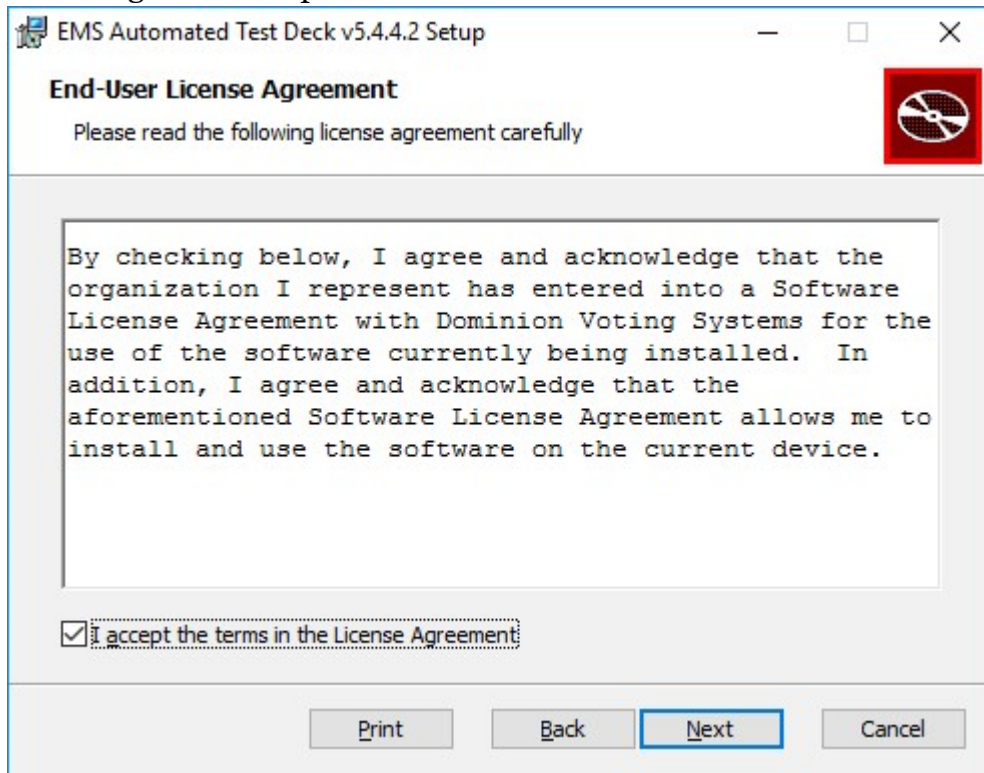 EMS Automated Test Deck v5.4.4.2 Setup
End-User License Agreement
Please read the following license agreement carefully
By checking below, I agree and acknowledge that the
organization I represent has entered into a Software
License Agreement with Dominion Voting Systems for the
use of the software currently being installed.  In
addition, I agree and acknowledge that the
aforementioned Software License Agreement allows me to
install and use the software on the current device.
I accept the terms in the License Agreement
Print Back Next Cancel